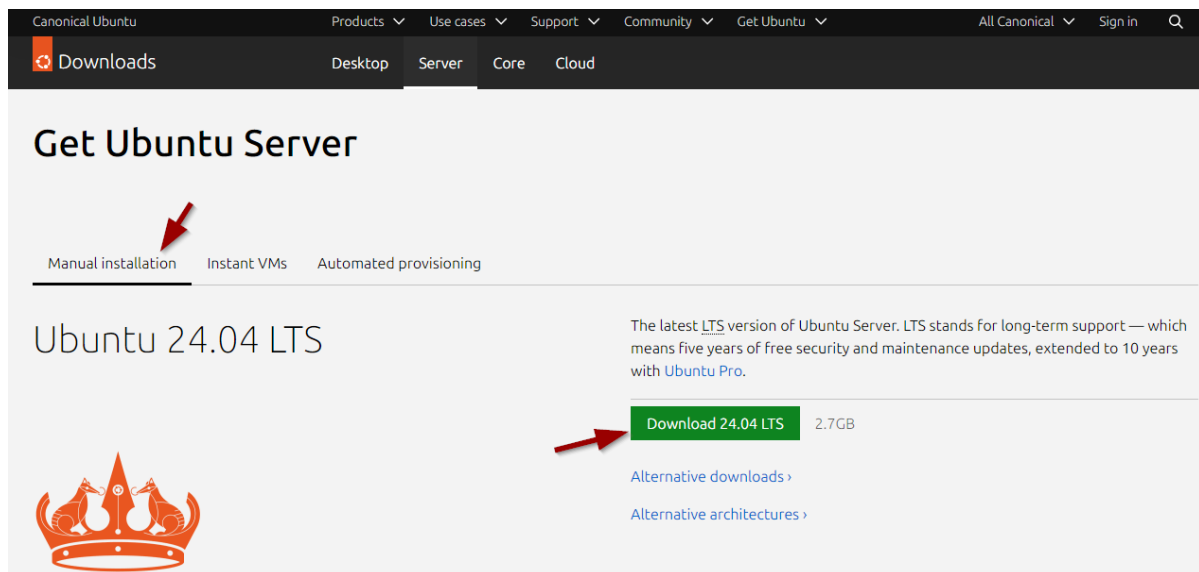 Canonical Ubuntu Products Use cases Support Community Get Ubuntu All Canonical Sign in
Downloads Desktop Server Core Cloud
Get Ubuntu Server
Manual installation Instant VMs Automated provisioning
Ubuntu 24.04 LTS
The latest LTS version of Ubuntu Server. LTS stands for long-term support — which
means five years of free security and maintenance updates, extended to 10 years
with Ubuntu Pro.
Download 24.04 LTS 2.7GB
Alternative downloads ›
Alternative architectures ›